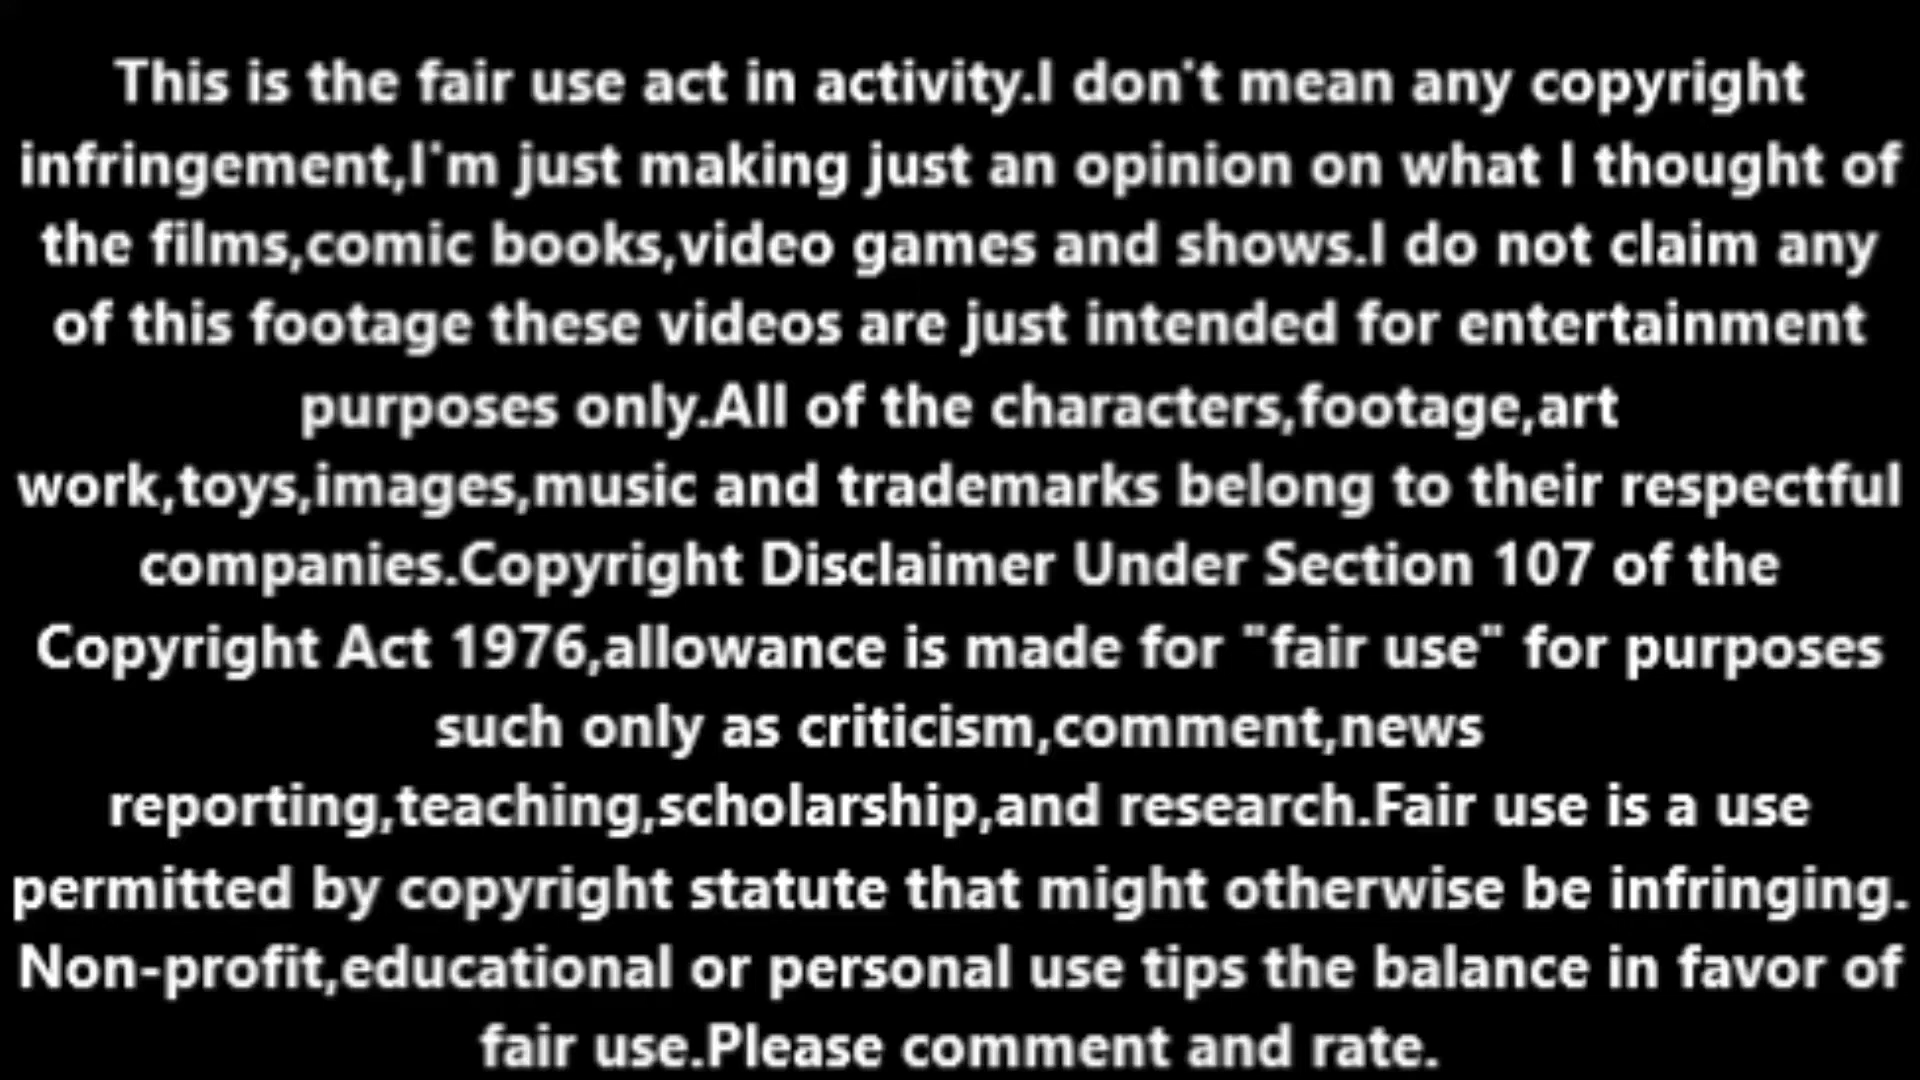 This is the fair use act in activity.I don't mean any copyright
infringement,I'm just making just an opinion on what I thought of
the films,comic books,video games and shows.I do not claim any
of this footage these videos are just intended for entertainment
purposes only.All of the characters,footage,art
work,toys,images,music and trademarks belong to their respectful
companies.Copyright Disclaimer Under Section 107 of the
Copyright Act 1976,allowance is made for "fair use" for purposes
such only as criticism,comment,news
reporting,teaching,scholarship,and research.Fair use is a use
permitted by copyright statute that might otherwise be infringing.
Non-profit,educational or personal use tips the balance in favor of
fair use.Please comment and rate.